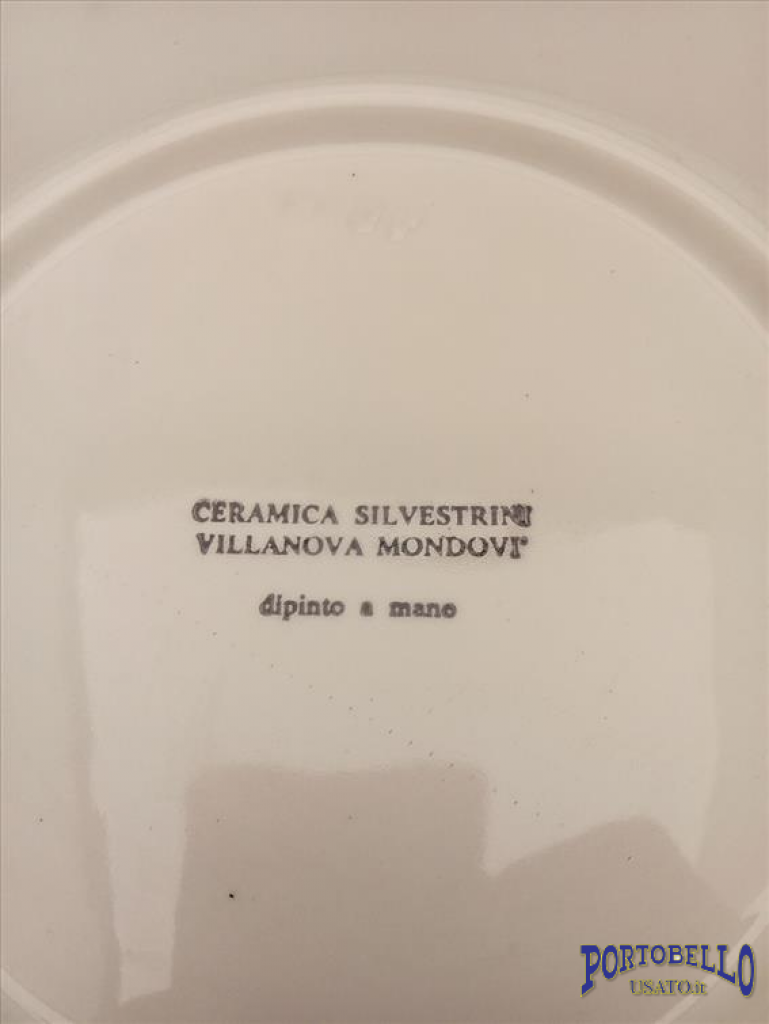 CERAMICA SILVESTRINI
VILLANOVA MONDOVI'
dipinto a mano
PORTOBELLO
USATO.it